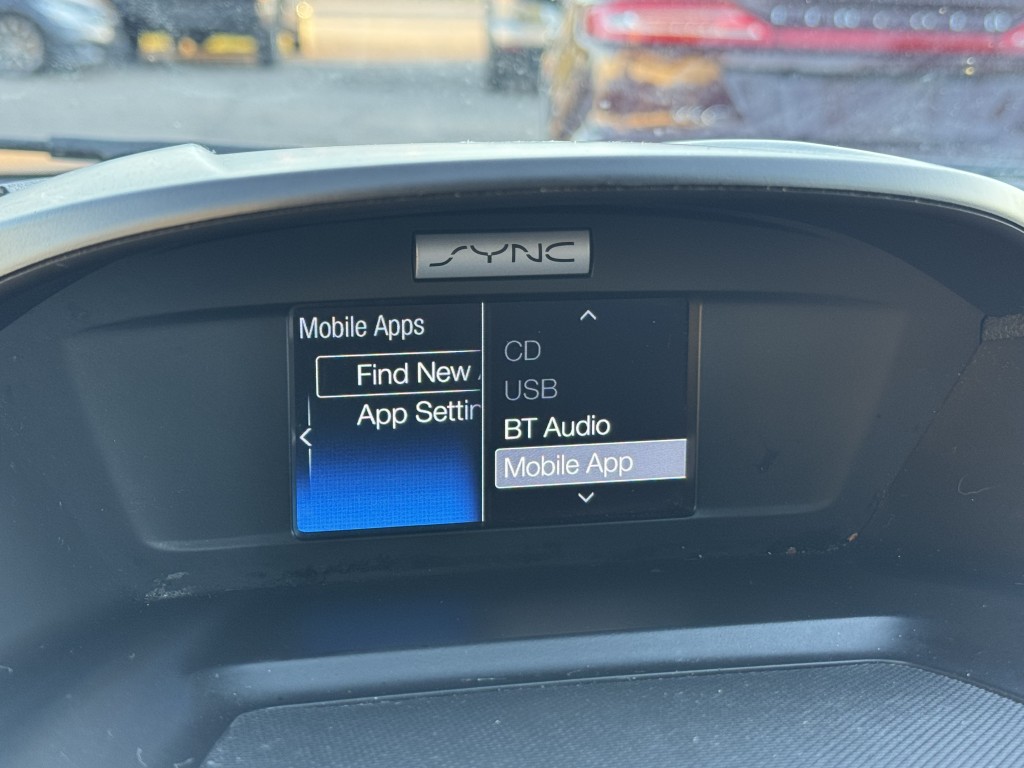 SYNC
Mobile Apps
Find New
App Settin
CD
USB
BT Audio
Mobile App